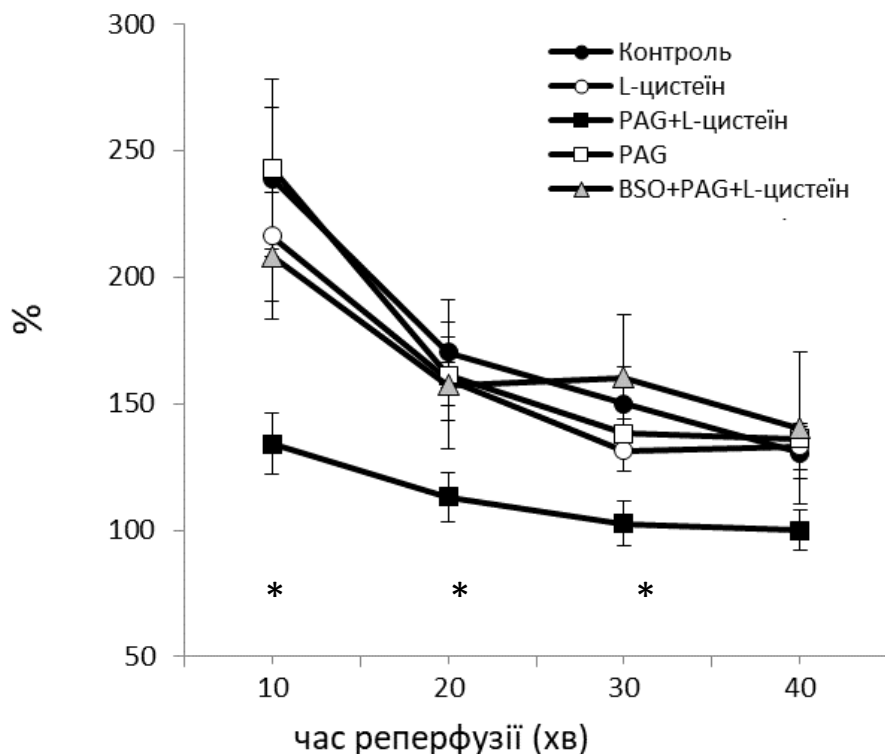 300
250
200
150
100
50
%
Контроль
L-цистеїн
PAG+L-цистеїн
PAG
BSO+PAG+L-цистеїн
* * *
10 20 30 40
час реперфузії (хв)